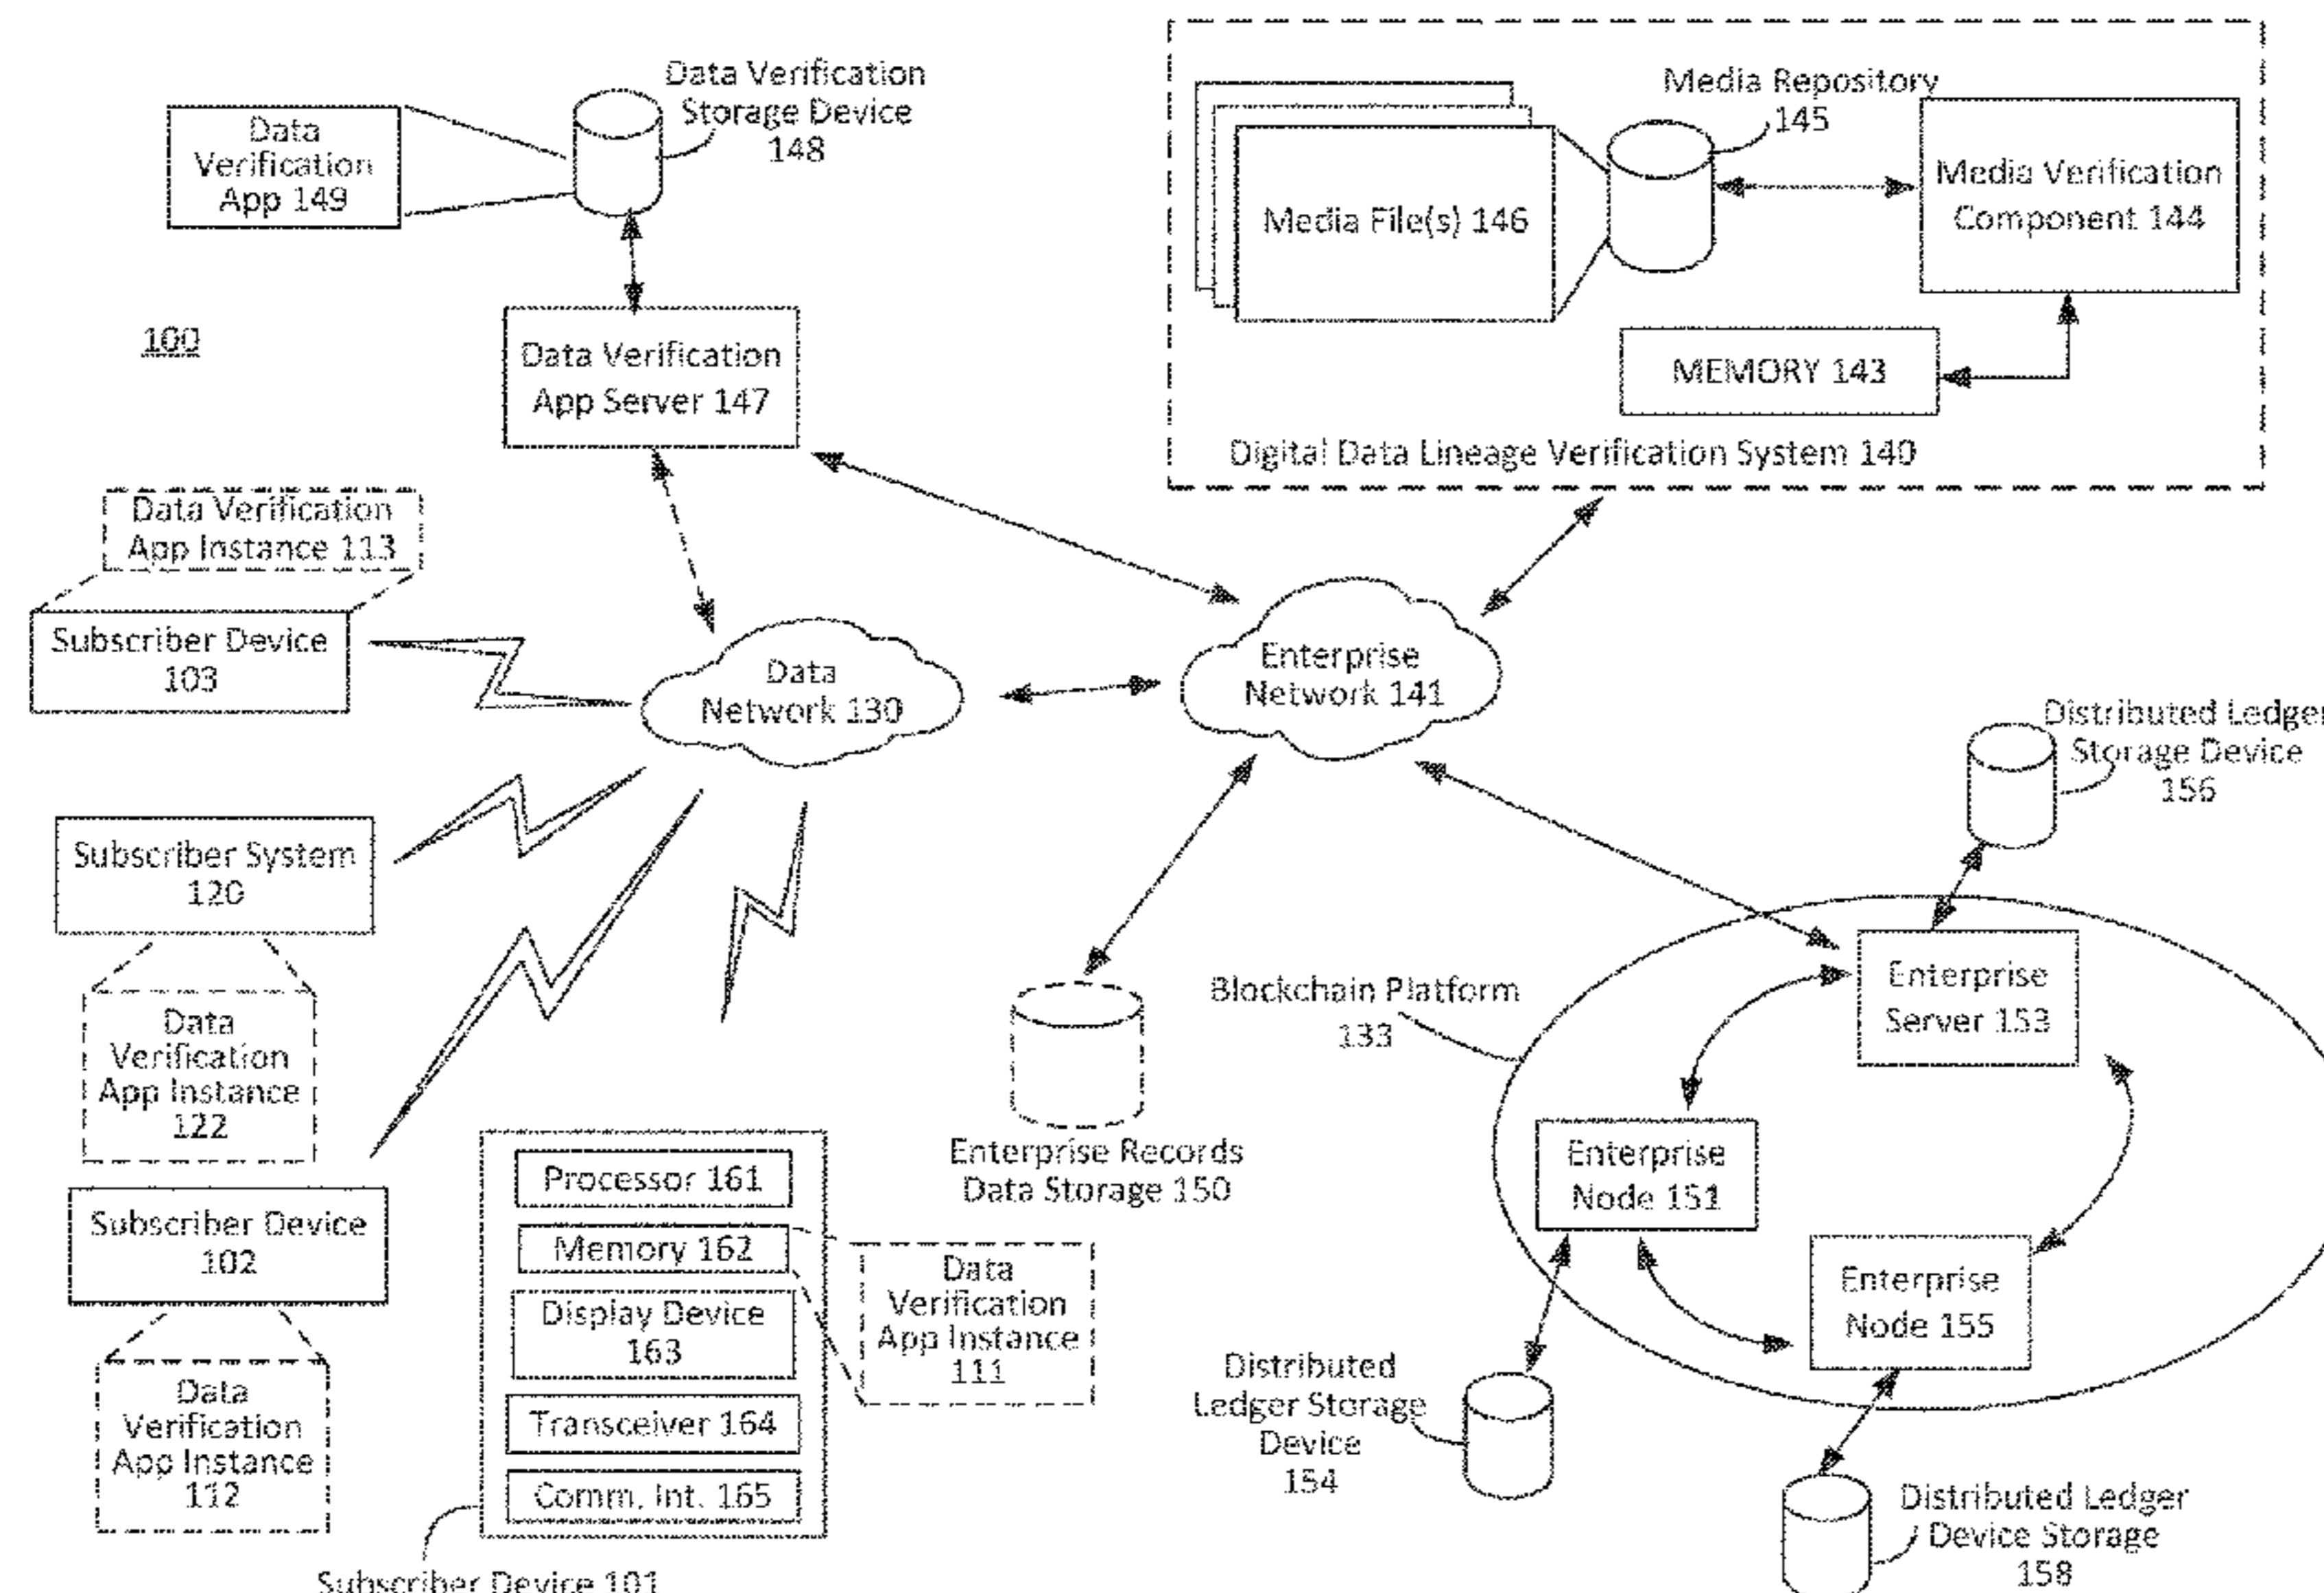 Data Verification
Storage Device
148
Data
Verification
App 149
100
Data Verification
App Server 147
Media Repository
145
Media File(s) 146
Media Verification
Component 144
MEMORY 143
Digital Data Lineage Verification System 140
Data Verification
App Instance 113
Subscriber Device
103
Data
Network 130
Enterprise
Network 141
Distributed Ledger
Storage Device
156
Subscriber System
120
Data
Verification
App Instance
122
Subscriber Device
102
Data
Verification
App Instance
112
Processor 161
Memory 162
Display Device
163
Transceiver 164
Comm. Int. 165
Subscriber Device 101
Data
Verification
App Instance
111
Enterprise Records
Data Storage 150
Blockchain Platform
133
Enterprise
Server 153
Enterprise
Node 151
Enterprise
Node 155
Distributed
Ledger Storage
Device
154
Distributed Ledger
Device Storage
158